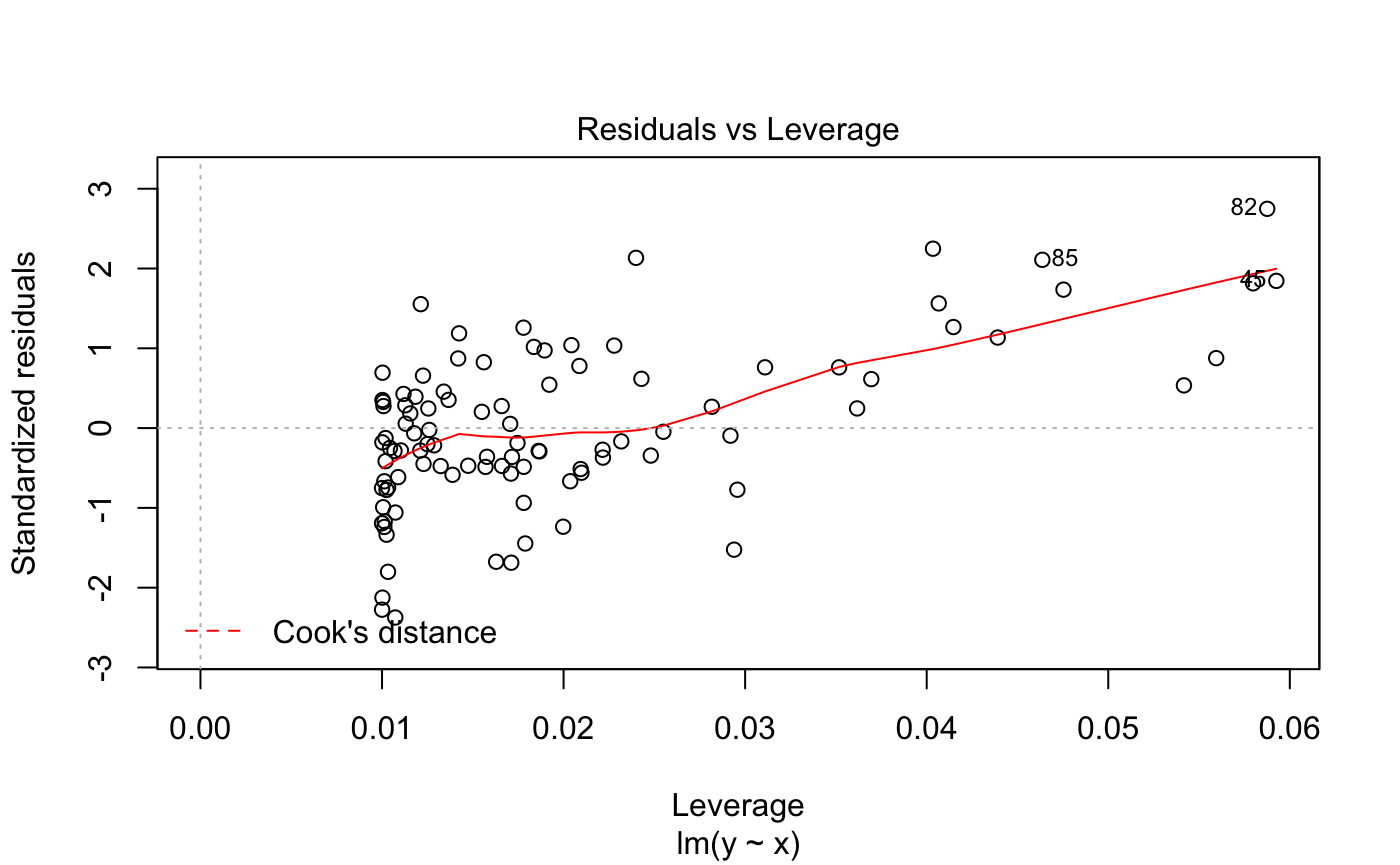 Residuals vs Leverage
Standardized residuals
3
2
1
0
-1
-2
-3
82
85
45
Cook's distance
0.00 0.01 0.02 0.03 0.04 0.05 0.06
Leverage
lm(y ~ x)